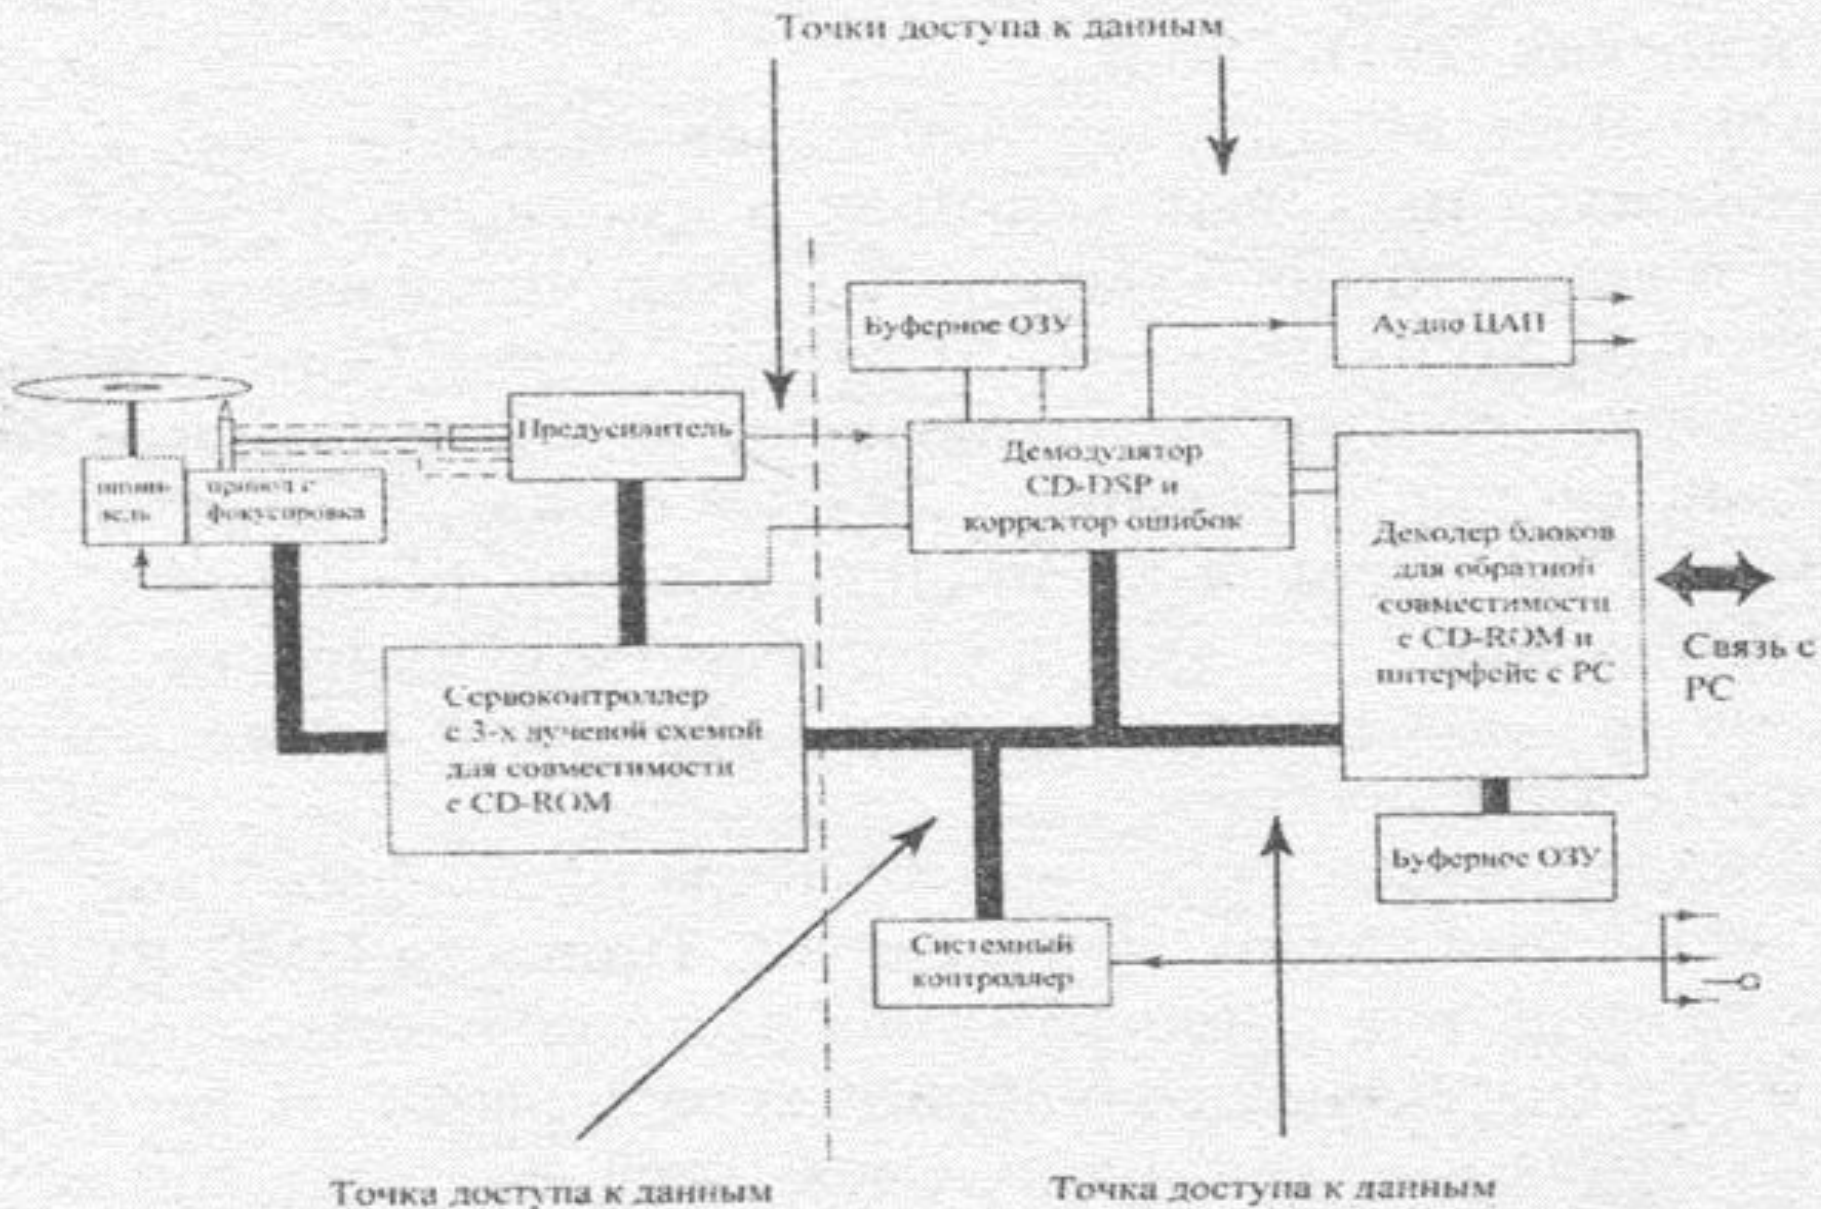 Точки доступа к данным
Буферное ОЗУ
Аудио ЦАП
Предусилитель
Демодулятор
CD-DSP и
корректор ошибок
привод с
фокусировка
Деколер блоков
для обратной
совместимости
с CD-ROM и
интерфейс с PC
Связь с
PC
Сервоконтроллер
с 3-х лучевой схемой
для совместимости
с CD-ROM
Буферное ОЗУ
Системный
контроллер
Точка доступа к данным
Точка доступа к данным